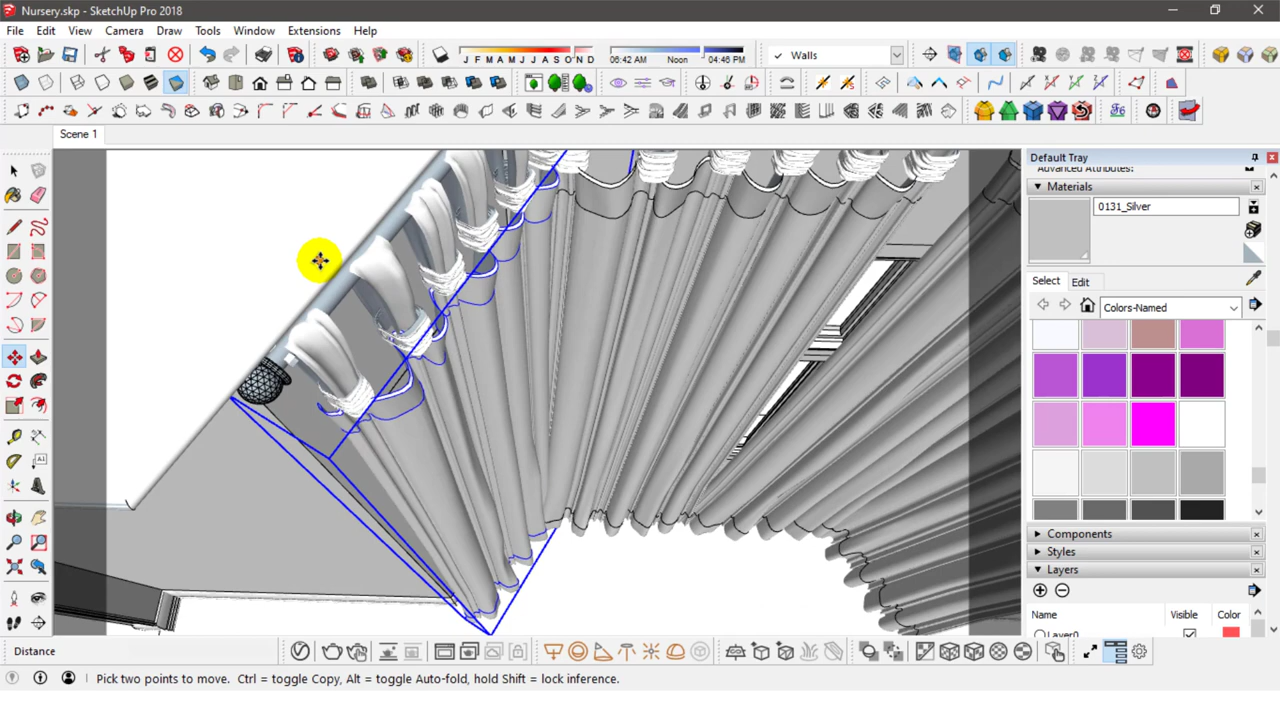 Nursery.skp - SketchUp Pro 2018
File Edit View Camera Draw Tools Window Extensions Help
J F M A M J J A S O N D
06:42 AM Noon 04:46 PM
Walls
Scene 1
Default Tray
Advanced Attributes:
Materials
0131_Silver
Select Edit
Colors-Named
Components
Styles
Layers
Name Visible Color
Layer0
Distance
Pick two points to move. Ctrl = toggle Copy, Alt = toggle Auto-fold, hold Shift = lock inference.